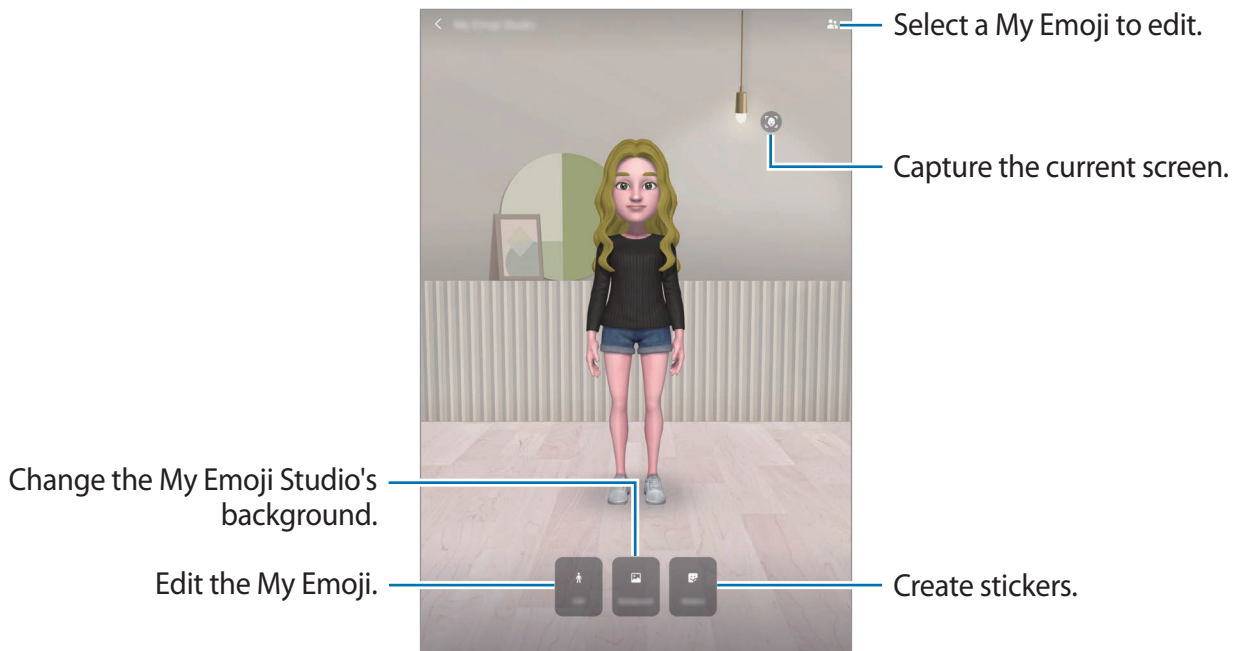 Select a My Emoji to edit.
Capture the current screen.
Change the My Emoji Studio's
background.
Edit the My Emoji.
Create stickers.